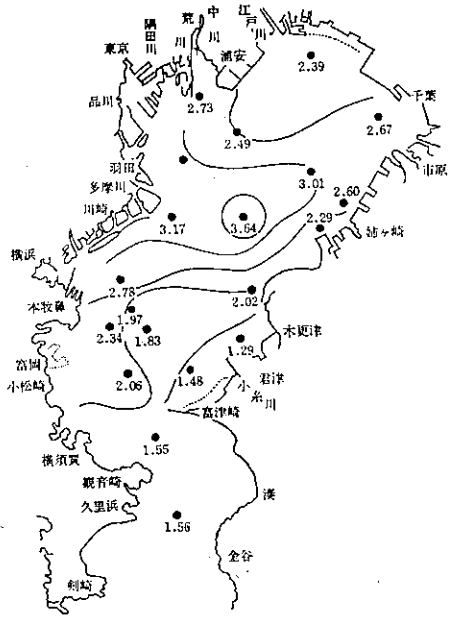 江戸川
中川
荒川
隅田川
東京
浦安
品川
2.39
千葉
2.73
2.67
2.49
市原
羽田
3.01
多摩川
2.60
川崎
2.29
姉ヶ崎
3.17
3.64
横浜
2.78
2.02
本牧鼻
1.97
木更津
2.34
1.83
1.29
富岡
君津
小松崎
2.06
1.48
小糸川
富津崎
横須賀
1.55
観音崎
湊
久里浜
1.56
金谷
剣崎